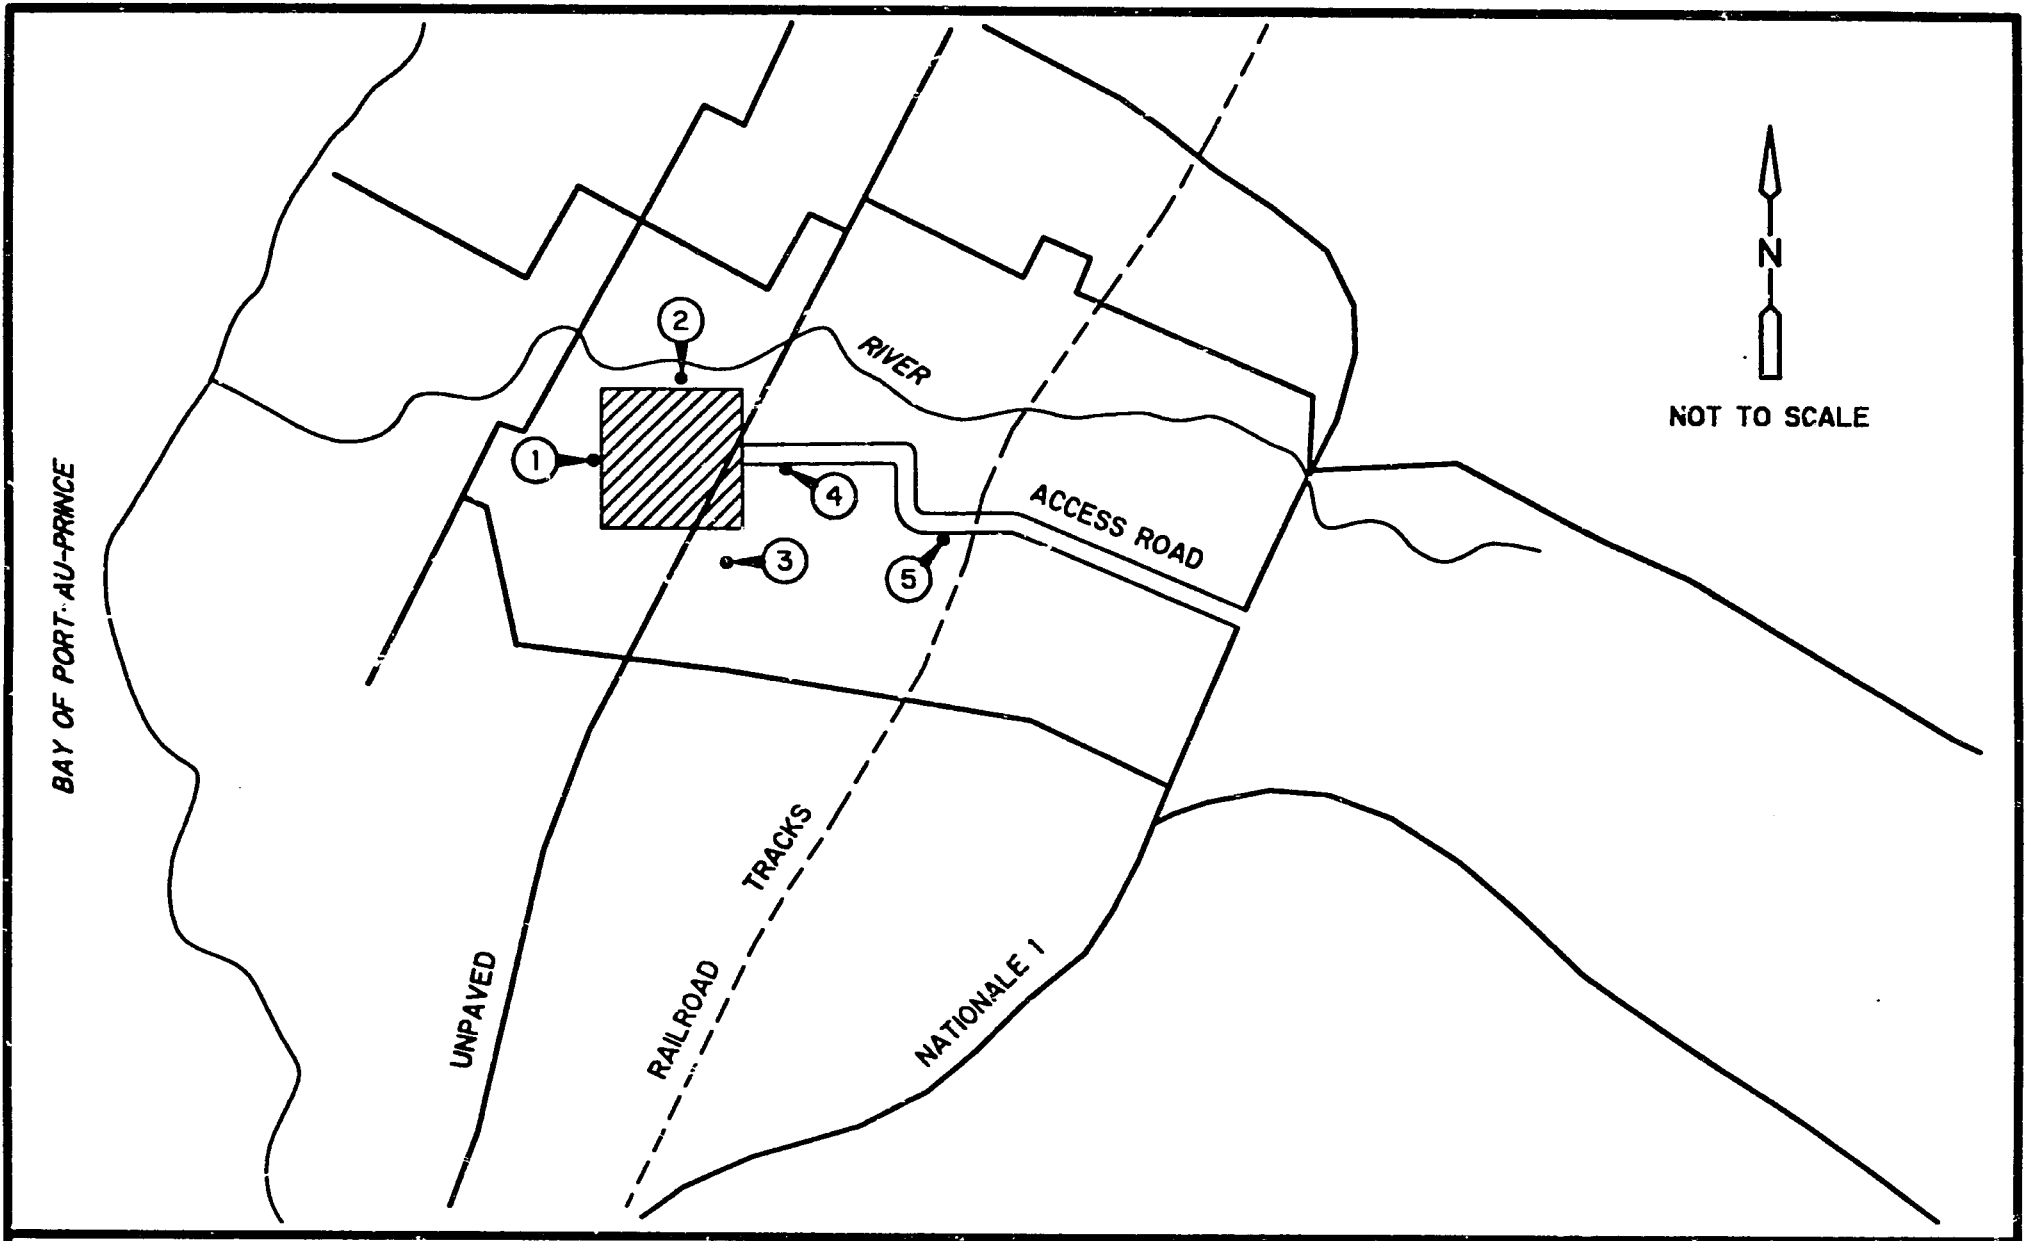 N
NOT TO SCALE
2
RIVER
1
4
ACCESS ROAD
3
5
BAY OF PORT-AU-PRINCE
TRACKS
UNPAVED
RAILROAD
NATIONALE 1